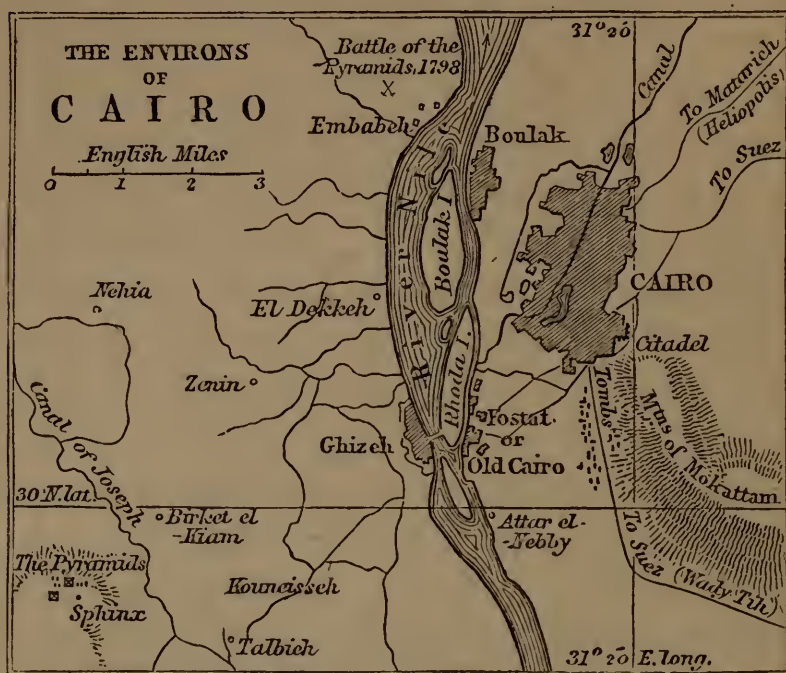 THE ENVIRONS
OF
CAIRO
English Miles
0 1 2 3
Battle of the
Pyramids, 1798
Embabeh
Boulak
31° 20
Canal
To Matarich
(Heliopolis)
To Suez
River Nile
Boulak I
Nehia
El Dekkeh
CAIRO
Citadel
Zenin
Rhoda I.
Tombs
Mtns of Mokattam
Canal of Joseph
Ghizeh
Fostat
or
Old Cairo
30 N. lat.
Birket el
-Kiam
Attar el-
-Nebby
To Suez (Wady Tih)
The Pyramids
Sphinx
Kouneisseh
Talbich
31° 20 E. long.